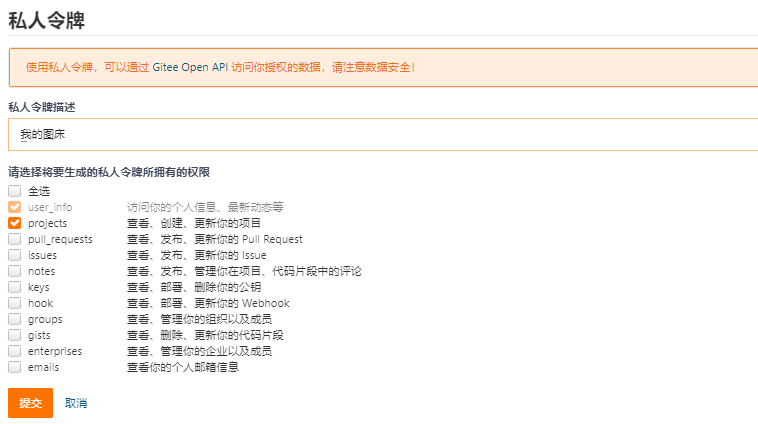 私人令牌
使用私人令牌，可以通过 Gitee Open API 访问你授权的数据，请注意数据安全！
私人令牌描述
我的图床
请选择将要生成的私人令牌所拥有的权限
全选
user_info 访问你的个人信息、最新动态等
projects 查看、创建、更新你的项目
pull_requests 查看、发布、更新你的 Pull Request
issues 查看、发布、更新你的 Issue
notes 查看、发布、管理你在项目、代码片段中的评论
keys 查看、部署、删除你的公钥
hook 查看、部署、更新你的 Webhook
groups 查看、管理你的组织以及成员
gists 查看、删除、更新你的代码片段
enterprises 查看、管理你的企业以及成员
emails 查看你的个人邮箱信息
提交 取消